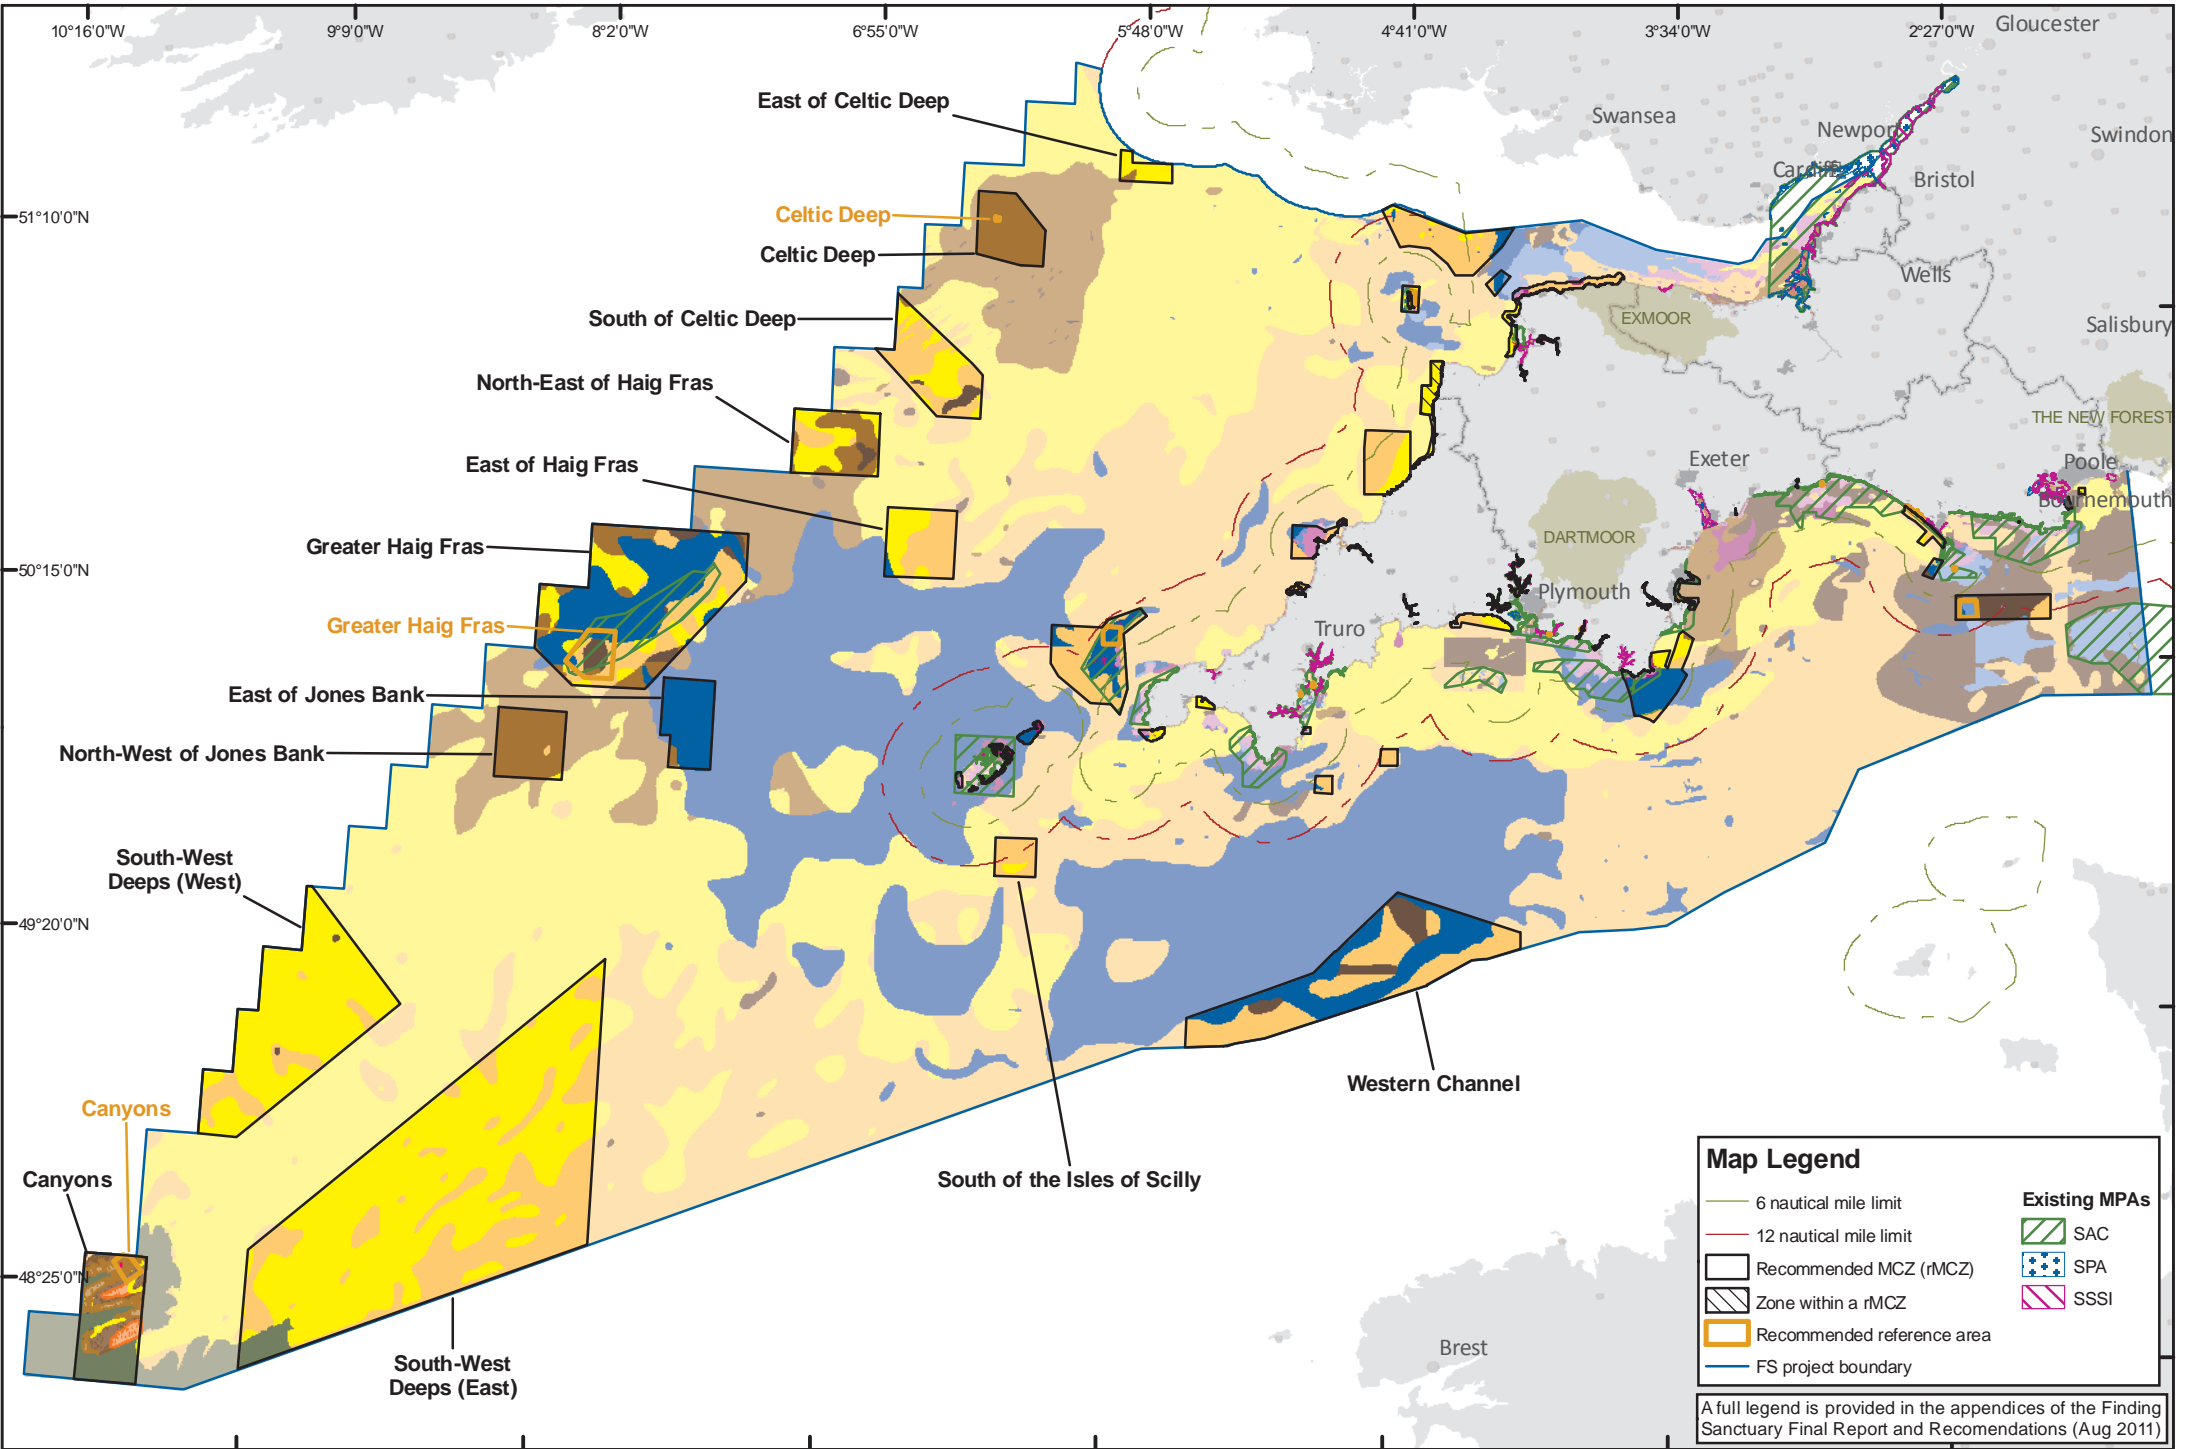 10°16'0"W
9°9'0"W
8°2'0"W
6°55'0"W
5°48'0"W
4°41'0"W
3°34'0"W
2°27'0"W
Gloucester
East of Celtic Deep
Swansea
Newport
Swindon
Cardiff
Bristol
51°10'0"N
Celtic Deep
Celtic Deep
Wells
South of Celtic Deep
EXMOOR
Salisbury
North-East of Haig Fras
THE NEW FOREST
East of Haig Fras
Exeter
Poole
Bournemouth
Greater Haig Fras
DARTMOOR
50°15'0"N
Plymouth
Greater Haig Fras
Truro
East of Jones Bank
North-West of Jones Bank
South-West
Deeps (West)
49°20'0"N
Western Channel
Canyons
Canyons
South of the Isles of Scilly
48°25'0"N
South-West
Deeps (East)
Brest
Map Legend
6 nautical mile limit
12 nautical mile limit
Recommended MCZ (rMCZ)
Zone within a rMCZ
Recommended reference area
FS project boundary
Existing MPAs
SAC
SPA
SSSI
A full legend is provided in the appendices of the Finding
Sanctuary Final Report and Recomendations (Aug 2011)